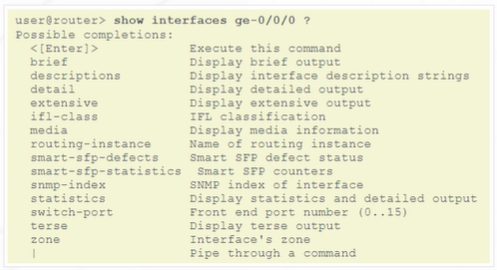 user@router> show interfaces ge-0/0/0 ?
Possible completions:
  <[Enter]>            Execute this command
  brief                Display brief output
  descriptions         Display interface description strings
  detail               Display detailed output
  extensive            Display extensive output
  ifl-class            IFL classification
  media                Display media information
  routing-instance     Name of routing instance
  smart-sfp-defects    Smart SFP defect status
  smart-sfp-statistics  Smart SFP counters
  snmp-index           SNMP index of interface
  statistics           Display statistics and detailed output
  switch-port          Front end port number (0..15)
  terse                Display terse output
  zone                 Interface's zone
  |                    Pipe through a command